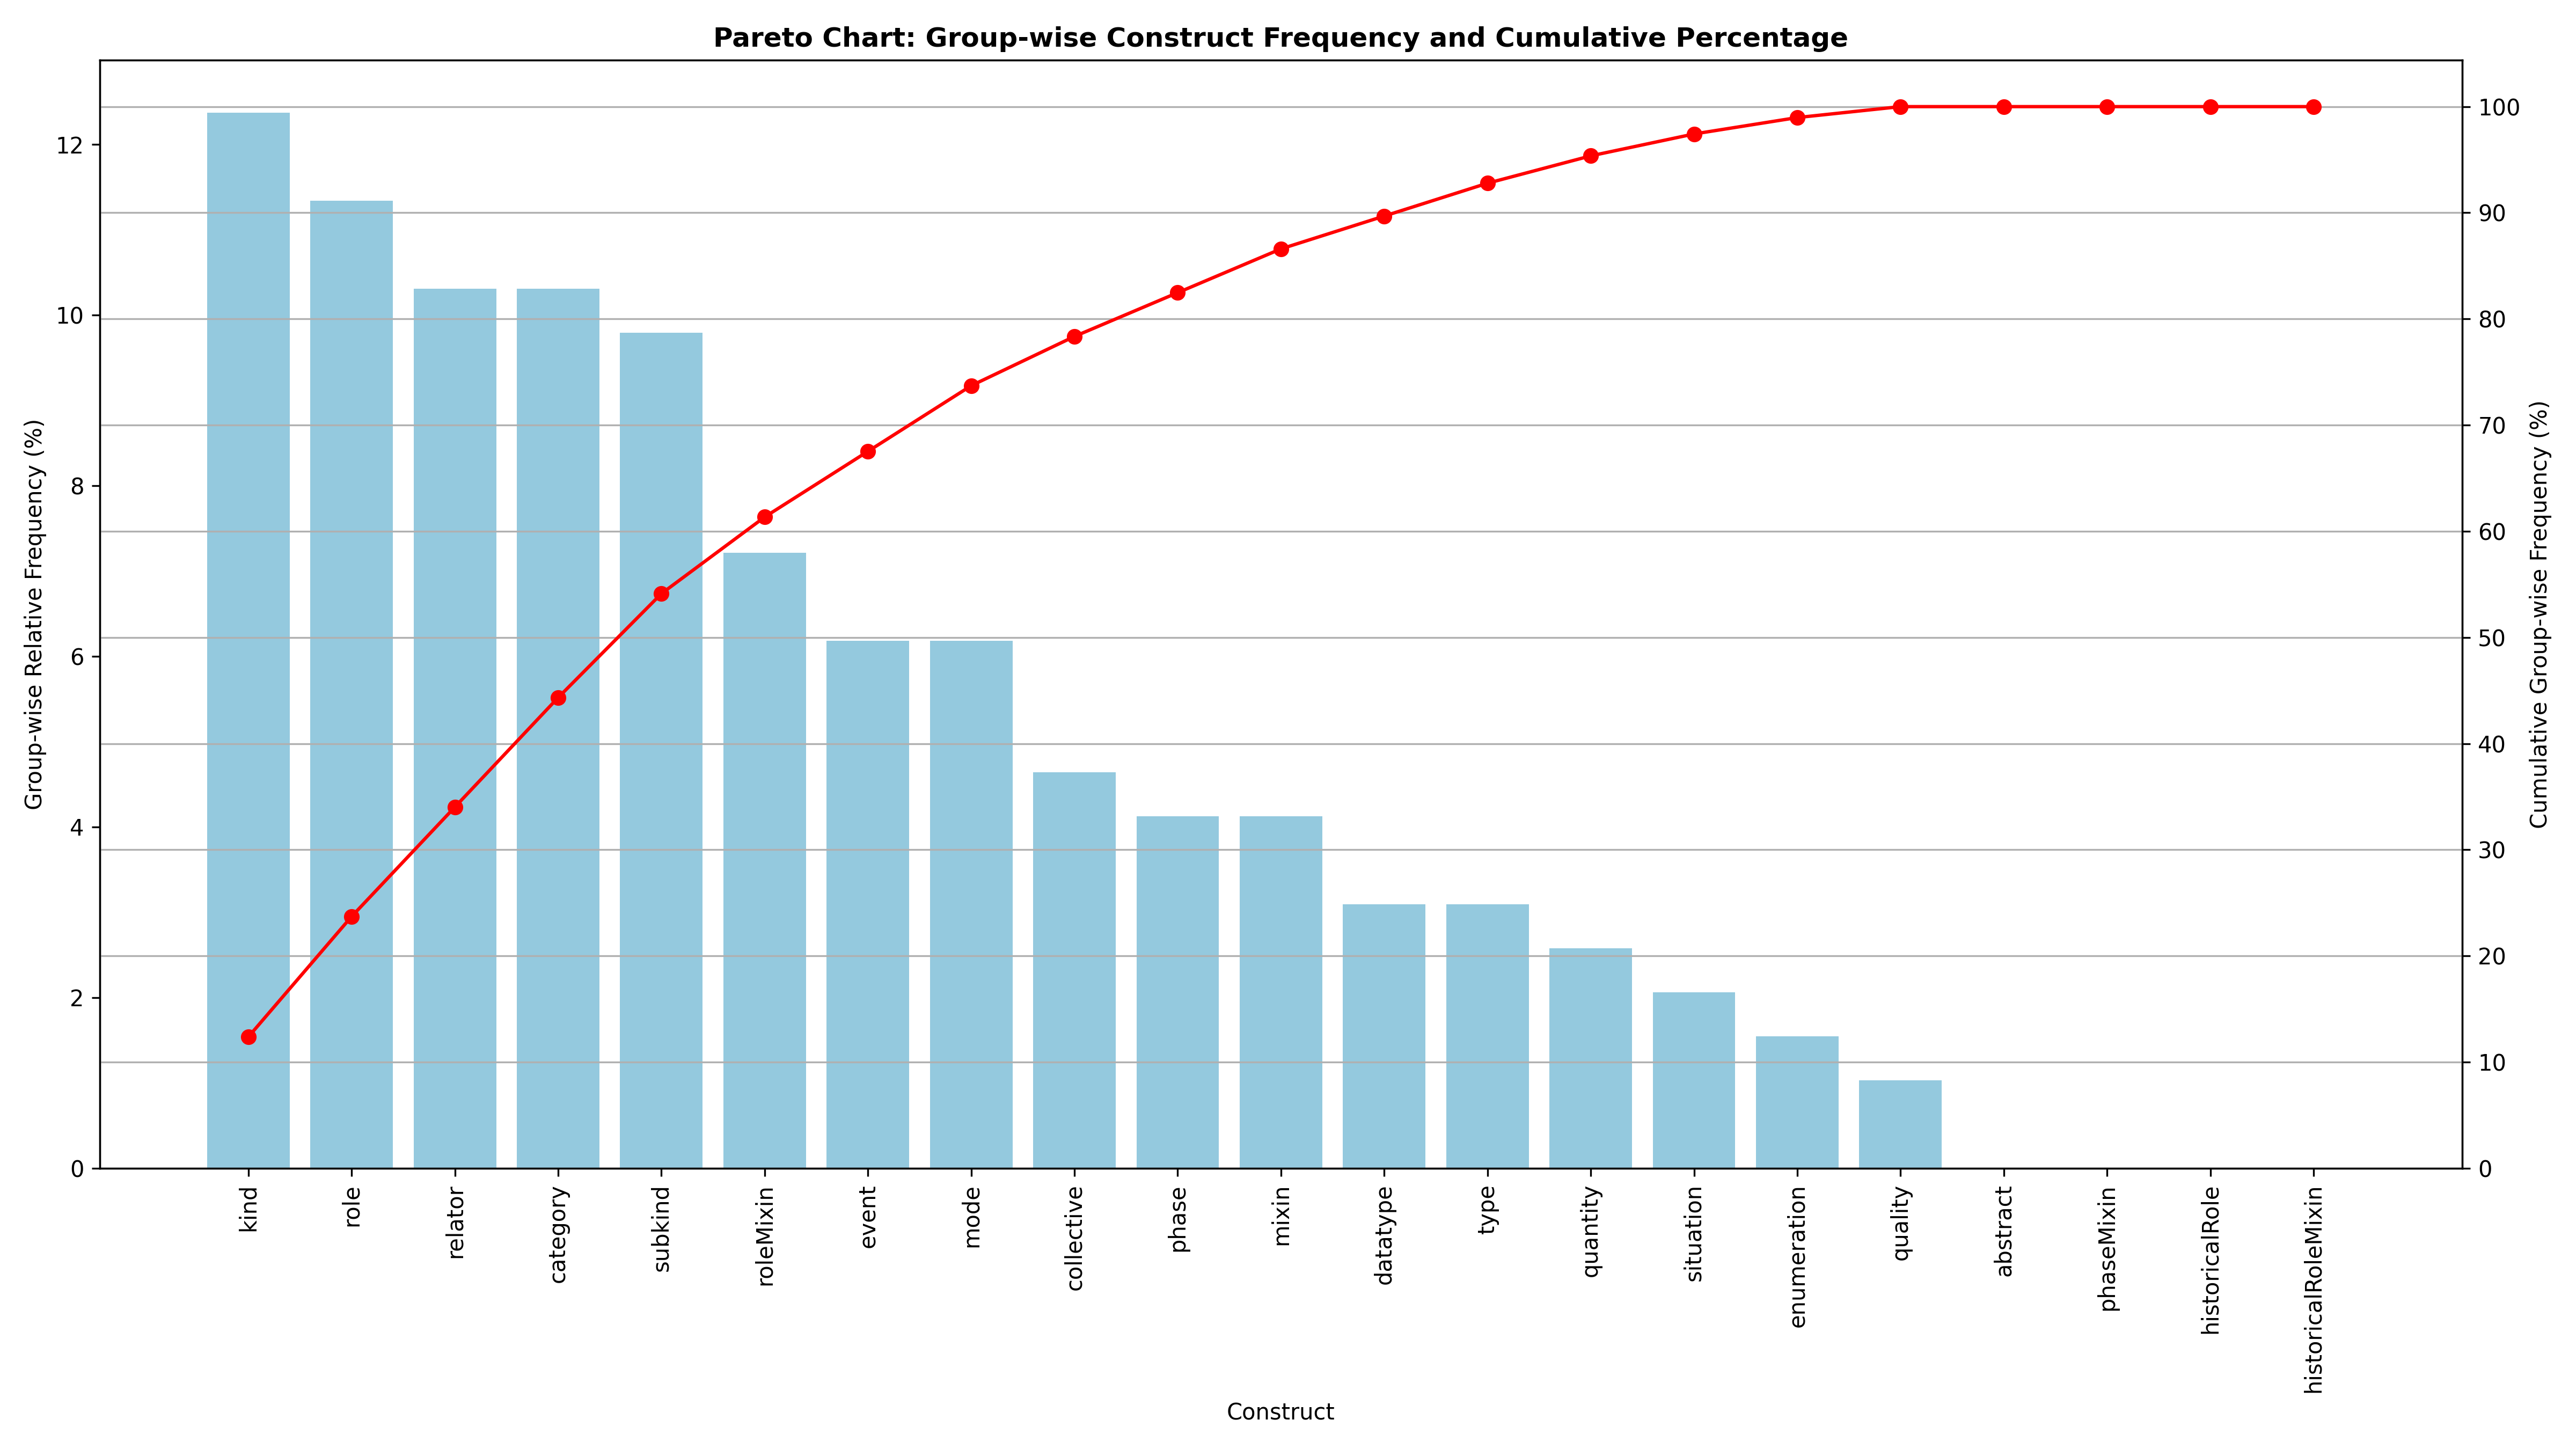 Pareto Chart: Group-wise Construct Frequency and Cumulative Percentage
Group-wise Relative Frequency (%)
12
10
8
6
4
2
0
100
90
80
70
60
50
40
30
20
10
0
Cumulative Group-wise Frequency (%)
kind
role
relator
category
subkind
roleMixin
event
mode
collective
phase
mixin
datatype
type
quantity
situation
enumeration
quality
abstract
phaseMixin
historicalRole
historicalRoleMixin
Construct